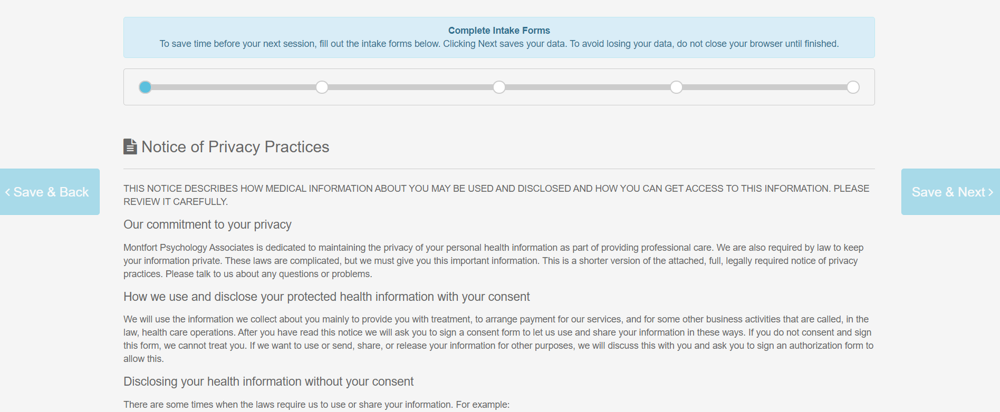 Complete Intake Forms
To save time before your next session, fill out the intake forms below. Clicking Next saves your data. To avoid losing your data, do not close your browser until finished.
Notice of Privacy Practices
Save & Back
Save & Next
THIS NOTICE DESCRIBES HOW MEDICAL INFORMATION ABOUT YOU MAY BE USED AND DISCLOSED AND HOW YOU CAN GET ACCESS TO THIS INFORMATION. PLEASE
REVIEW IT CAREFULLY.
Our commitment to your privacy
Montfort Psychology Associates is dedicated to maintaining the privacy of your personal health information as part of providing professional care. We are also required by law to keep
your information private. These laws are complicated, but we must give you this important information. This is a shorter version of the attached, full, legally required notice of privacy
practices. Please talk to us about any questions or problems.
How we use and disclose your protected health information with your consent
We will use the information we collect about you mainly to provide you with treatment, to arrange payment for our services, and for some other business activities that are called, in the
law, health care operations. After you have read this notice we will ask you to sign a consent form to let us use and share your information in these ways. If you do not consent and sign
this form, we cannot treat you. If we want to use or send, share, or release your information for other purposes, we will discuss this with you and ask you to sign an authorization form to
allow this.
Disclosing your health information without your consent
There are some times when the laws require us to use or share your information. For example: